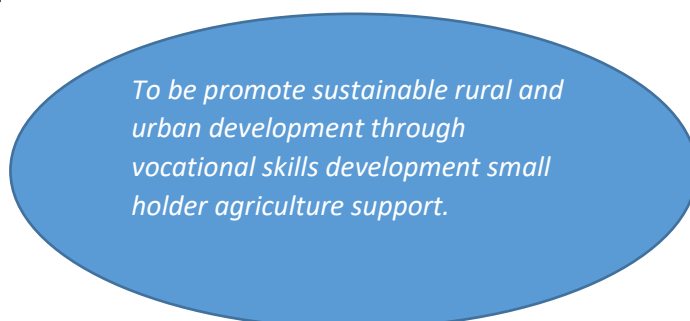 To be promote sustainable rural and
urban development through
vocational skills development small
holder agriculture support.